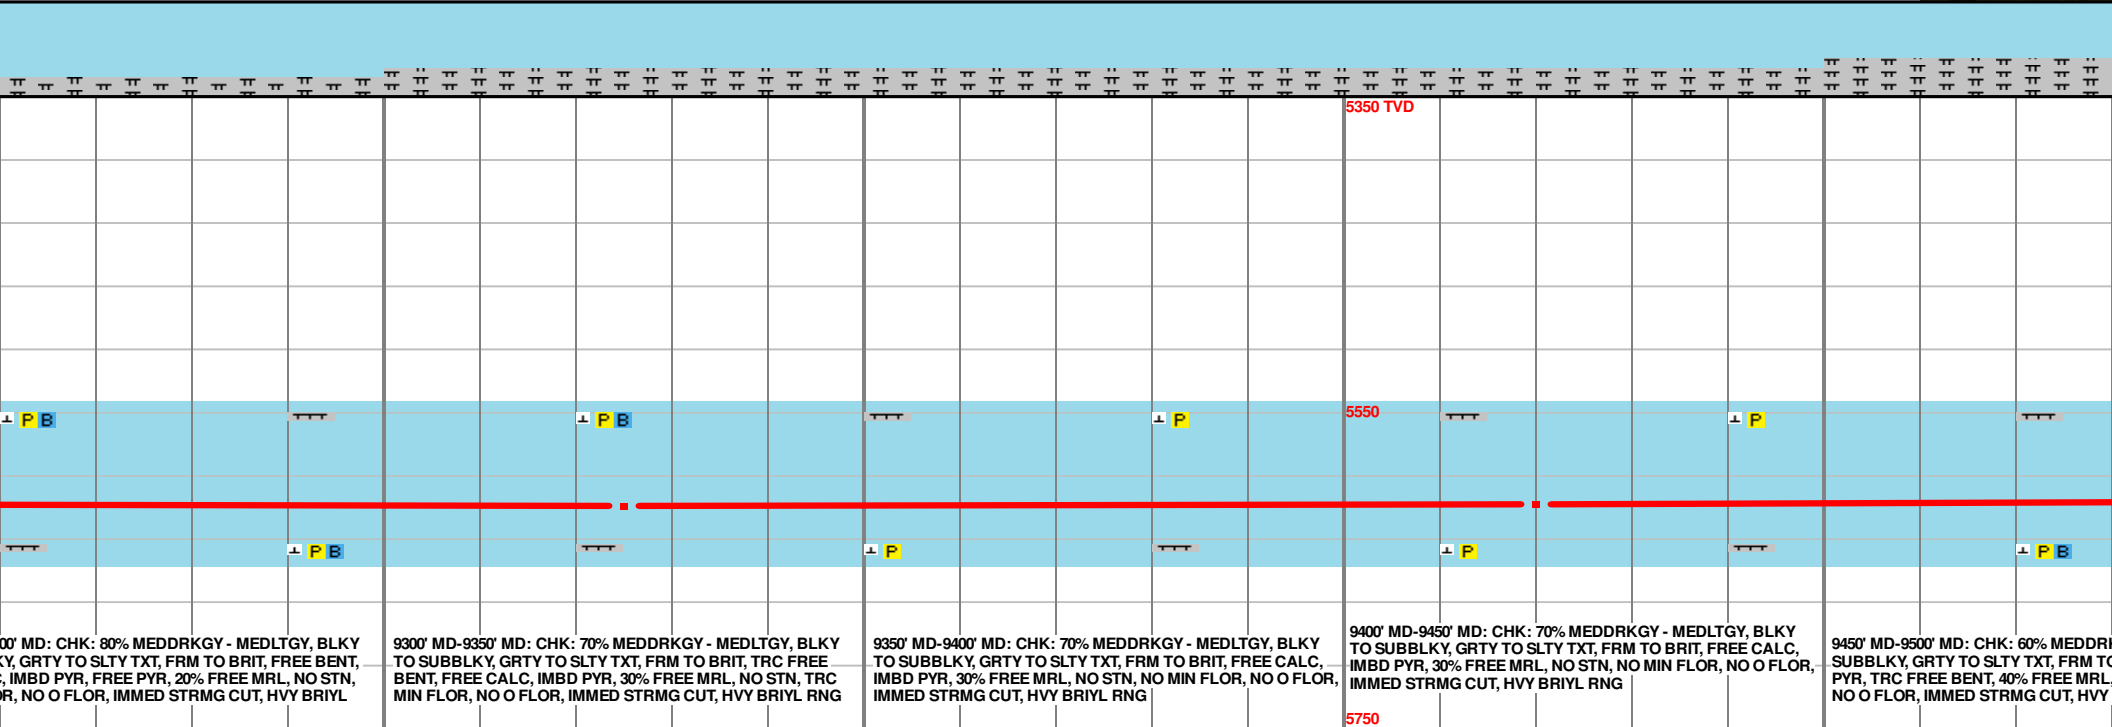 5350 TVD
P B
P B
P
5550
P
P B
P
P
P B
00' MD: CHK: 80% MEDDRKGY - MEDLTGY, BLKY
KY, GRTY TO SLTY TXT, FRM TO BRIT, FREE BENT,
C, IMBD PYR, FREE PYR, 20% FREE MRL, NO STN,
OR, NO O FLOR, IMMED STRMG CUT, HVY BRIYL
9300' MD-9350' MD: CHK: 70% MEDDRKGY - MEDLTGY, BLKY
TO SUBBLKY, GRTY TO SLTY TXT, FRM TO BRIT, TRC FREE
BENT, FREE CALC, IMBD PYR, 30% FREE MRL, NO STN, TRC
MIN FLOR, NO O FLOR, IMMED STRMG CUT, HVY BRIYL RNG
9350' MD-9400' MD: CHK: 70% MEDDRKGY - MEDLTGY, BLKY
TO SUBBLKY, GRTY TO SLTY TXT, FRM TO BRIT, FREE CALC,
IMBD PYR, 30% FREE MRL, NO STN, NO MIN FLOR, NO O FLOR,
IMMED STRMG CUT, HVY BRIYL RNG
9400' MD-9450' MD: CHK: 70% MEDDRKGY - MEDLTGY, BLKY
TO SUBBLKY, GRTY TO SLTY TXT, FRM TO BRIT, FREE CALC,
IMBD PYR, 30% FREE MRL, NO STN, NO MIN FLOR, NO O FLOR,
IMMED STRMG CUT, HVY BRIYL RNG
9450' MD-9500' MD: CHK: 60% MEDDRK
SUBBLKY, GRTY TO SLTY TXT, FRM TO
PYR, TRC FREE BENT, 40% FREE MRL,
NO O FLOR, IMMED STRMG CUT, HVY
5750